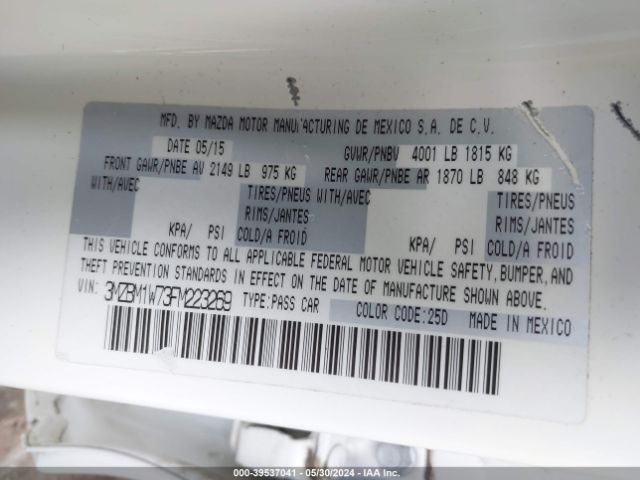 MFD. BY MAZDA MOTOR MANUFACTURING DE MEXICO S.A. DE C.V.
DATE 05/15 GVWR/PNBV 4001 LB 1815 KG
FRONT GAWR/PNBE AV 2149 LB 975 KG REAR GAWR/PNBE AR 1870 LB 848 KG
WITH/AVEC TIRES/PNEUS WITH/AVEC TIRES/PNEUS
RIMS/JANTES RIMS/JANTES
KPA/ PSI COLD/A FROID KPA/ PSI COLD/A FROID
THIS VEHICLE CONFORMS TO ALL APPLICABLE FEDERAL MOTOR VEHICLE SAFETY, BUMPER, AND
THEFT PREVENTION STANDARDS IN EFFECT ON THE DATE OF MANUFACTURE SHOWN ABOVE.
VIN: 3MZBM1W73FM223269 TYPE:PASS CAR COLOR CODE:25D MADE IN MEXICO
000-39537041 - 05/30/2024 - IAA Inc.